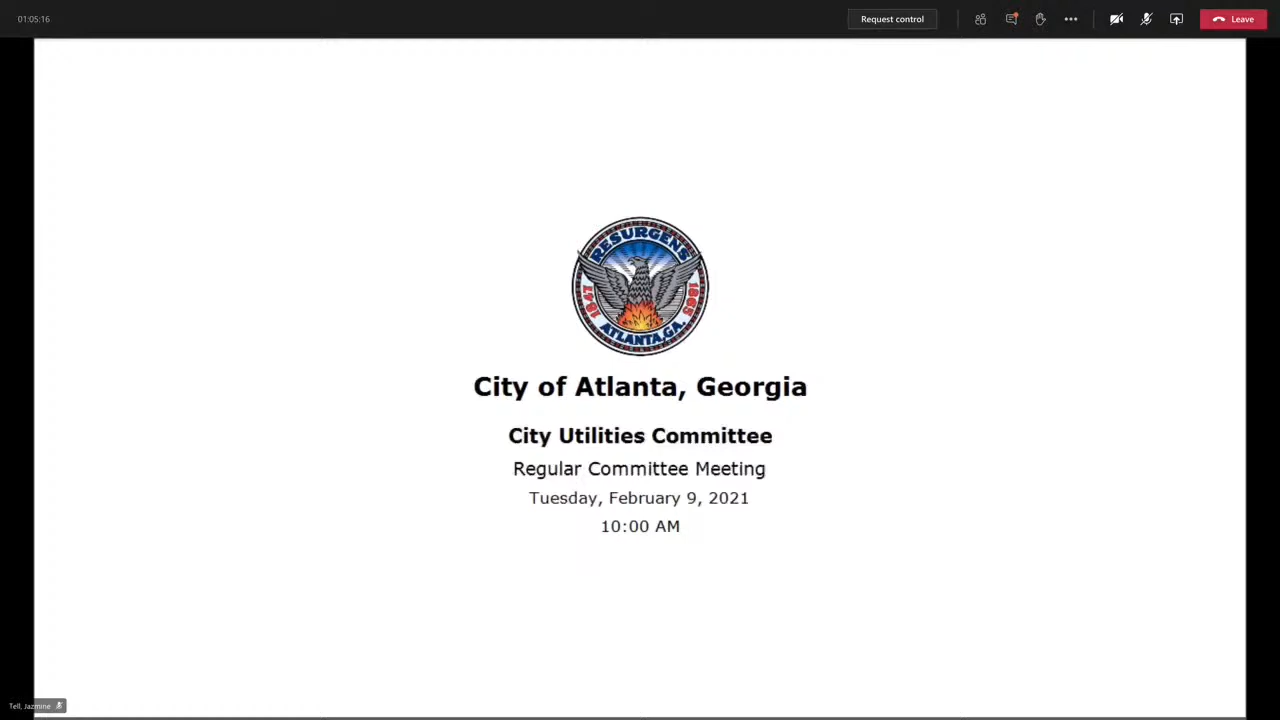 01:05:16
Request control
Leave
RESURGENS
1847
1865
ATLANTA, GA.
City of Atlanta, Georgia
City Utilities Committee
Regular Committee Meeting
Tuesday, February 9, 2021
10:00 AM
Tell, Jazmine